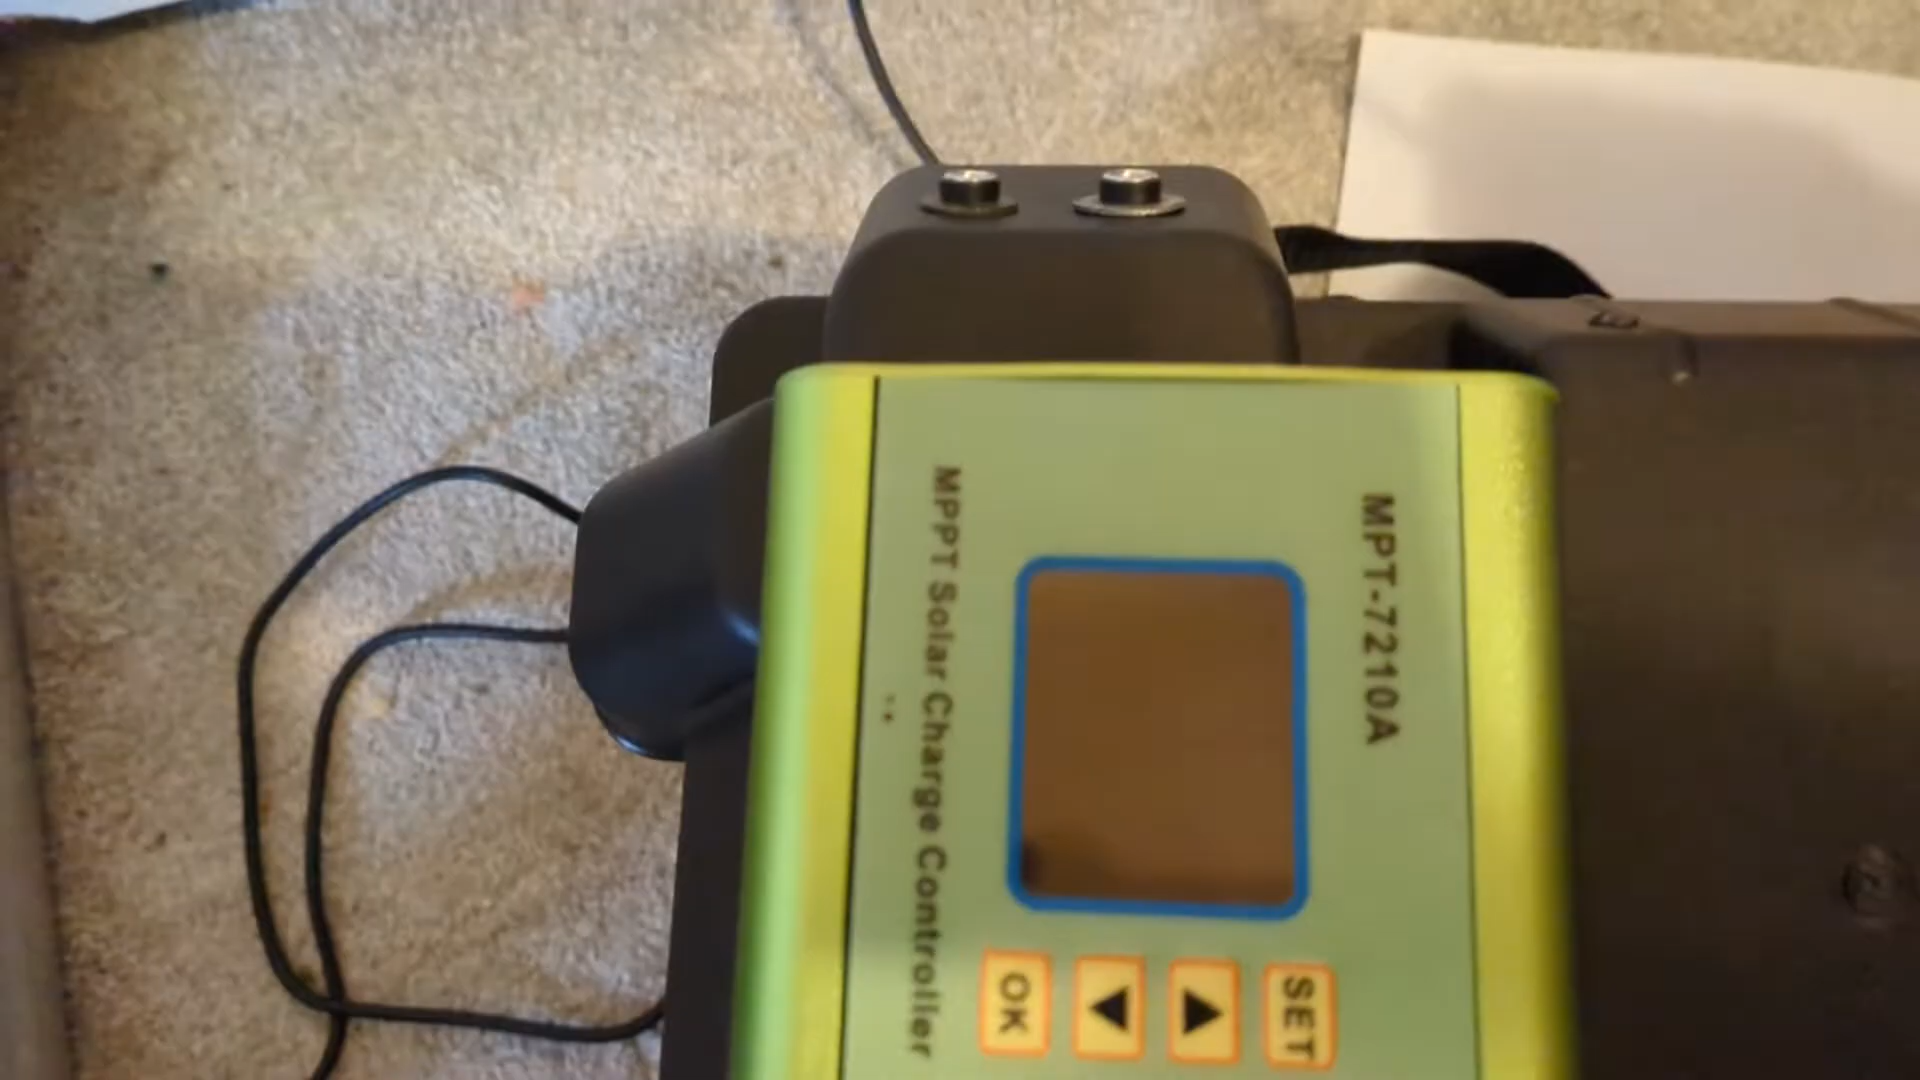 MPT-7210A
SET
▲
▼
OK
MPPT Solar Charge Controller